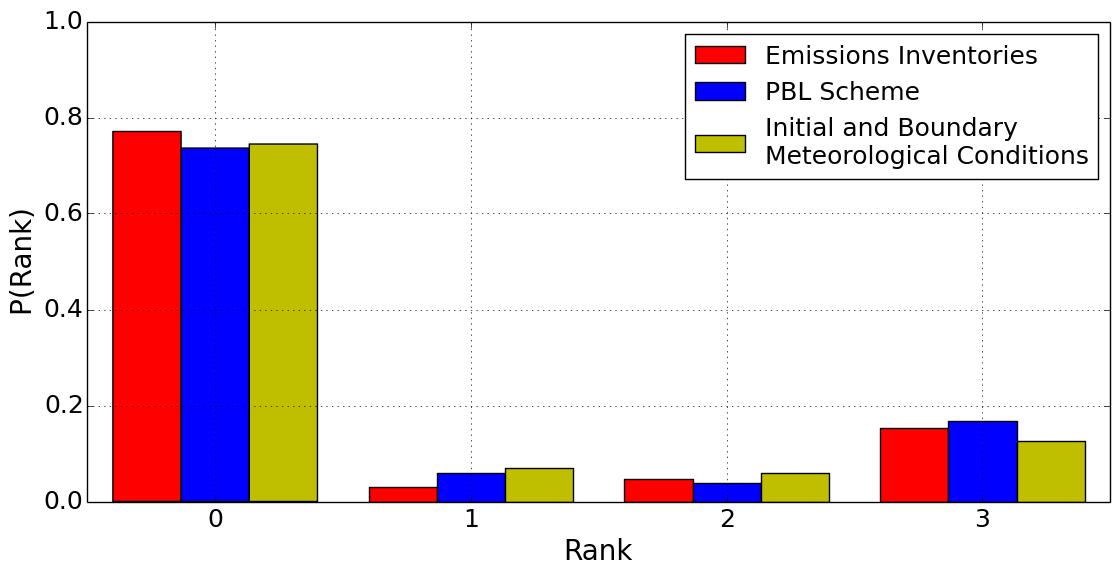 1.0
0.8
0.6
0.4
0.2
0.0
P(Rank)
Emissions Inventories
PBL Scheme
Initial and Boundary
Meteorological Conditions
0 1 2 3
Rank